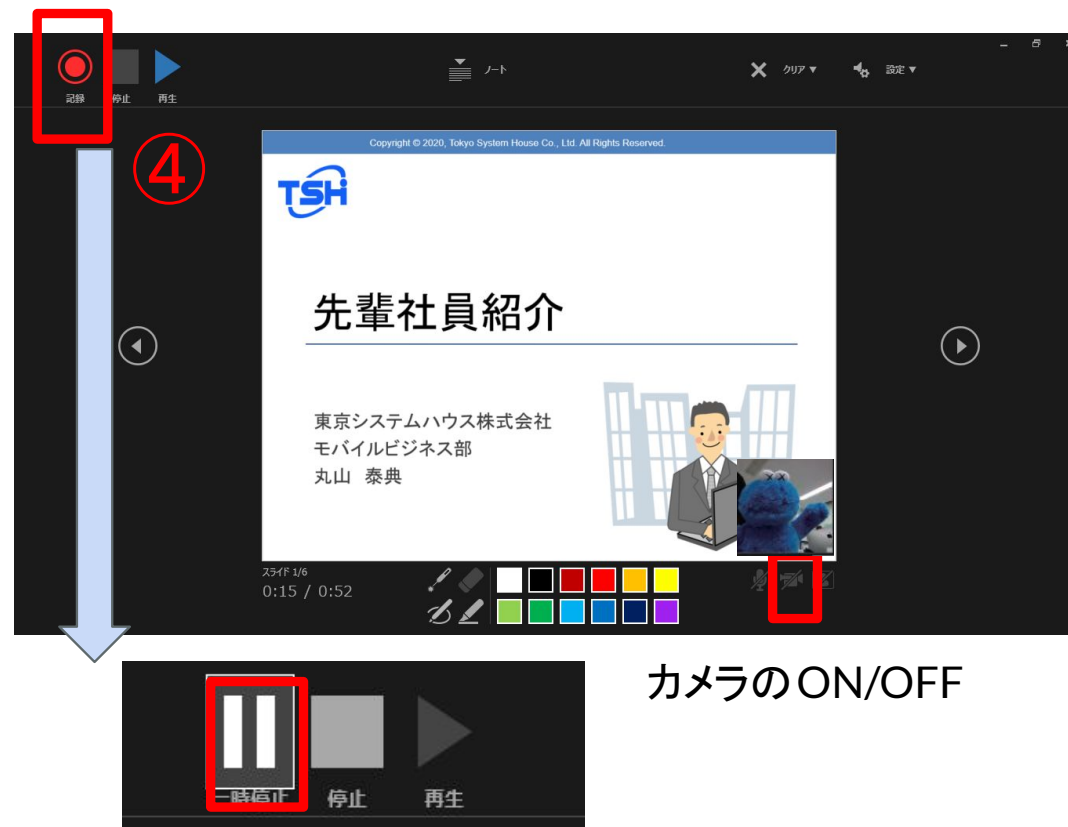 記録
停止
再生
ノート
クリア▼
設定▼
④
Copyright © 2020, Tokyo System House Co., Ltd. All Rights Reserved.
TSH
先輩社員紹介
東京システムハウス株式会社
モバイルビジネス部
丸山 泰典
スライド 1/6
0:15 / 0:52
カメラのON/OFF
一時停止
停止
再生